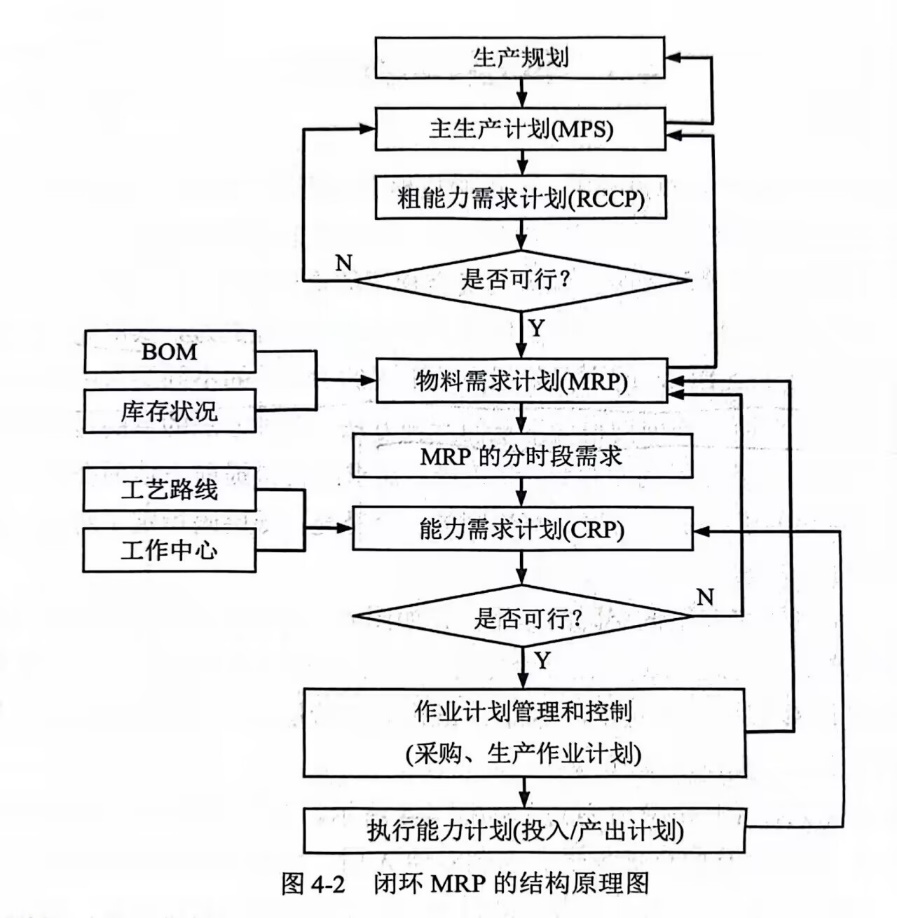 生产规划
主生产计划(MPS)
粗能力需求计划(RCCP)
N
是否可行?
Y
BOM
库存状况
物料需求计划(MRP)
MRP 的分时段需求
工艺路线
工作中心
能力需求计划(CRP)
是否可行?
N
Y
作业计划管理和控制
(采购、生产作业计划)
执行能力计划(投入/产出计划)
图 4-2 闭环 MRP 的结构原理图